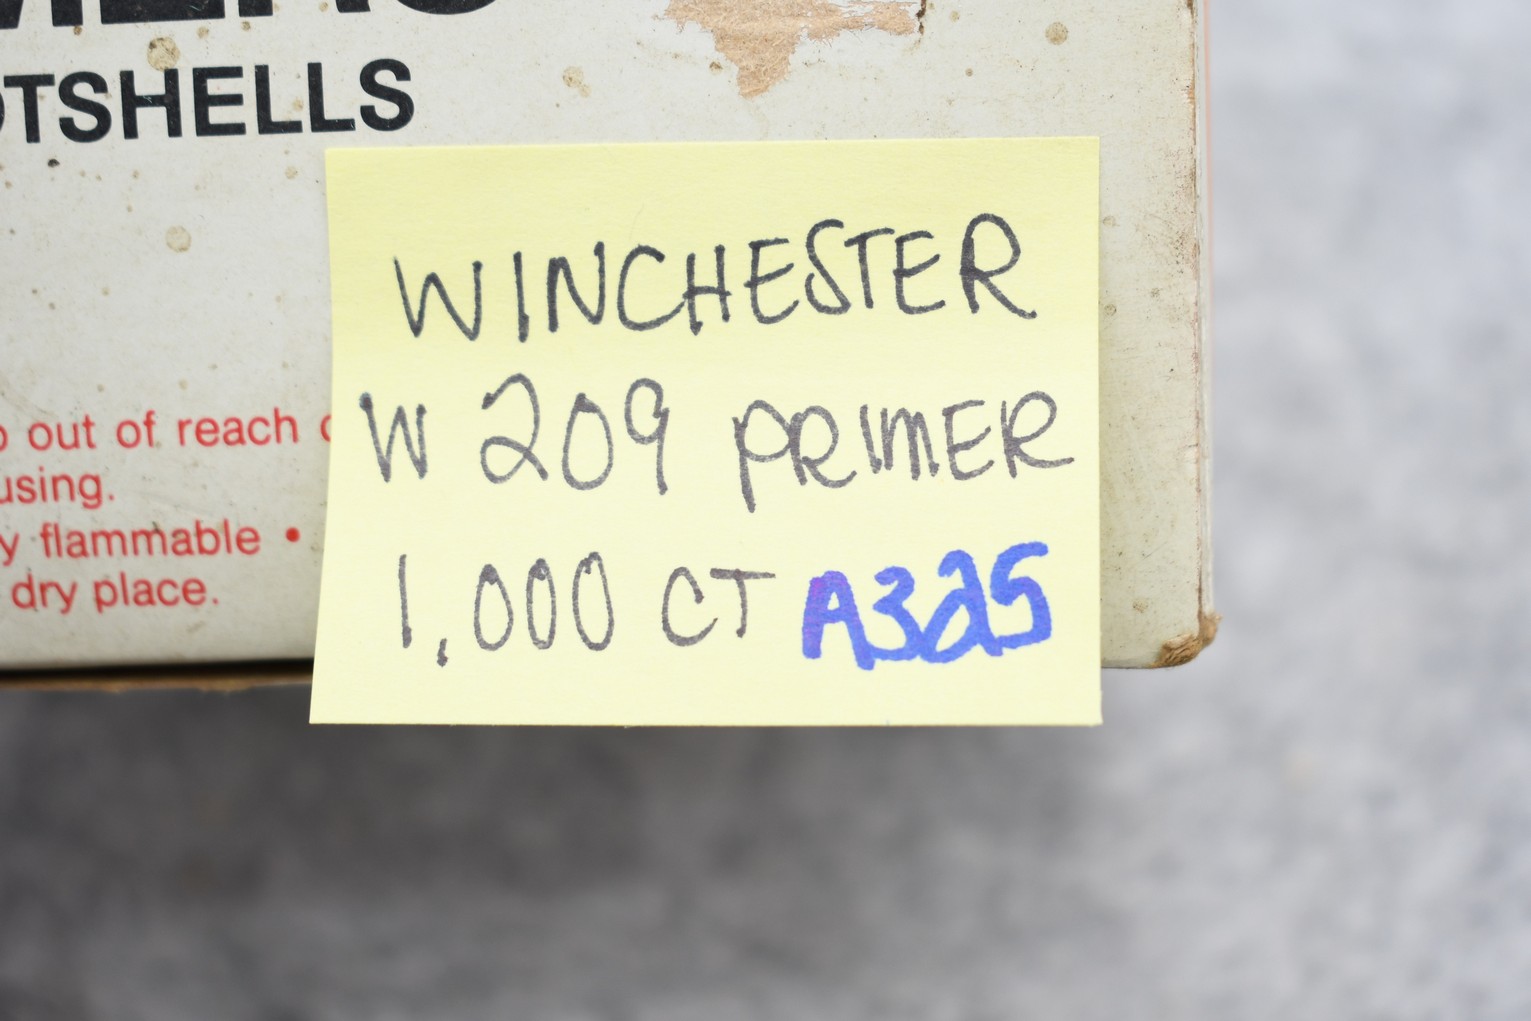 OTSHELLS
WINCHESTER
W 209 PRIMER
1,000 CT A325
out of reach
using.
flammable •
dry place.